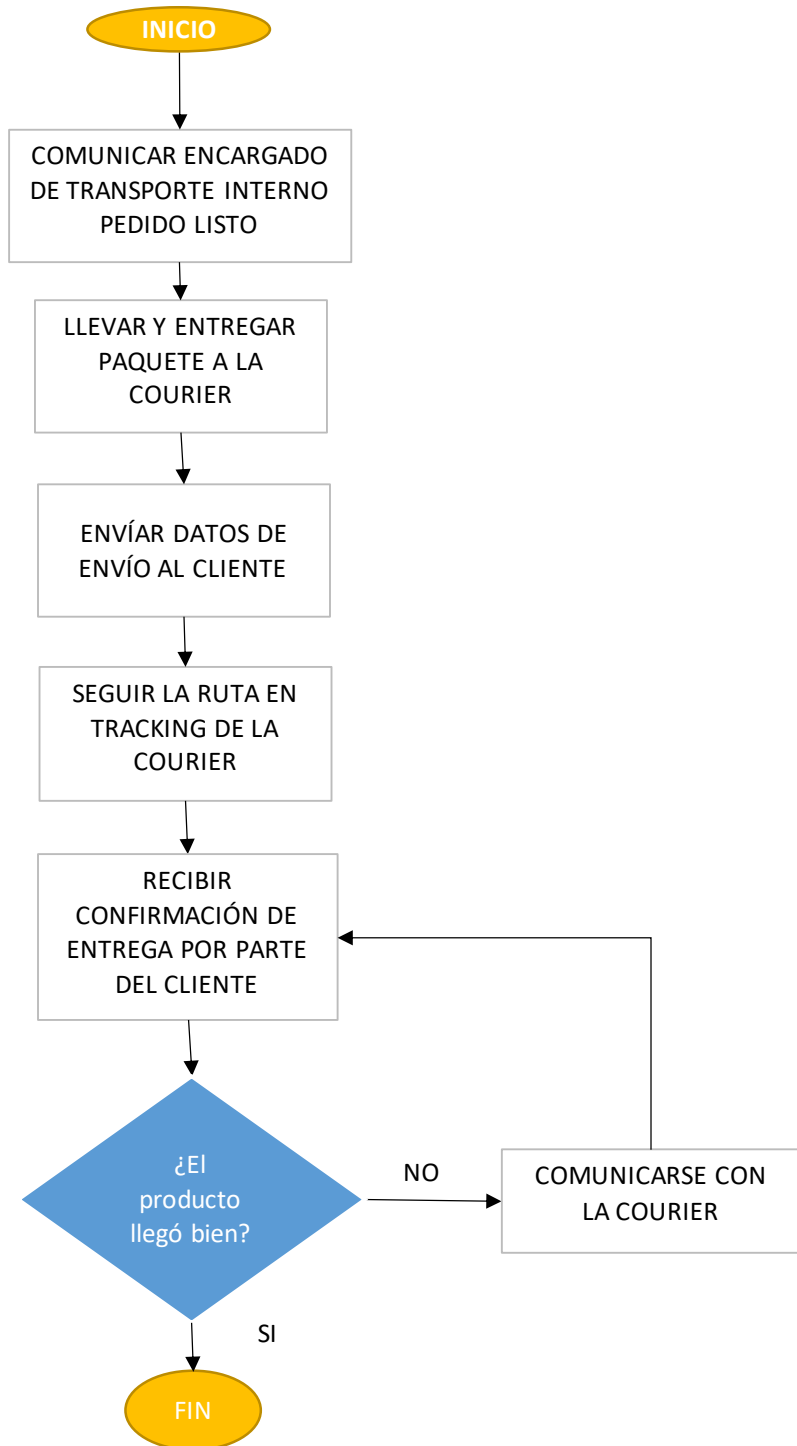 INICIO
COMUNICAR ENCARGADO
DE TRANSPORTE INTERNO
PEDIDO LISTO
LLEVAR Y ENTREGAR
PAQUETE A LA
COURIER
ENVÍAR DATOS DE
ENVÍO AL CLIENTE
SEGUIR LA RUTA EN
TRACKING DE LA
COURIER
RECIBIR
CONFIRMACIÓN DE
ENTREGA POR PARTE
DEL CLIENTE
¿El
producto
llegó bien?
NO
COMUNICARSE CON
LA COURIER
SI
FIN